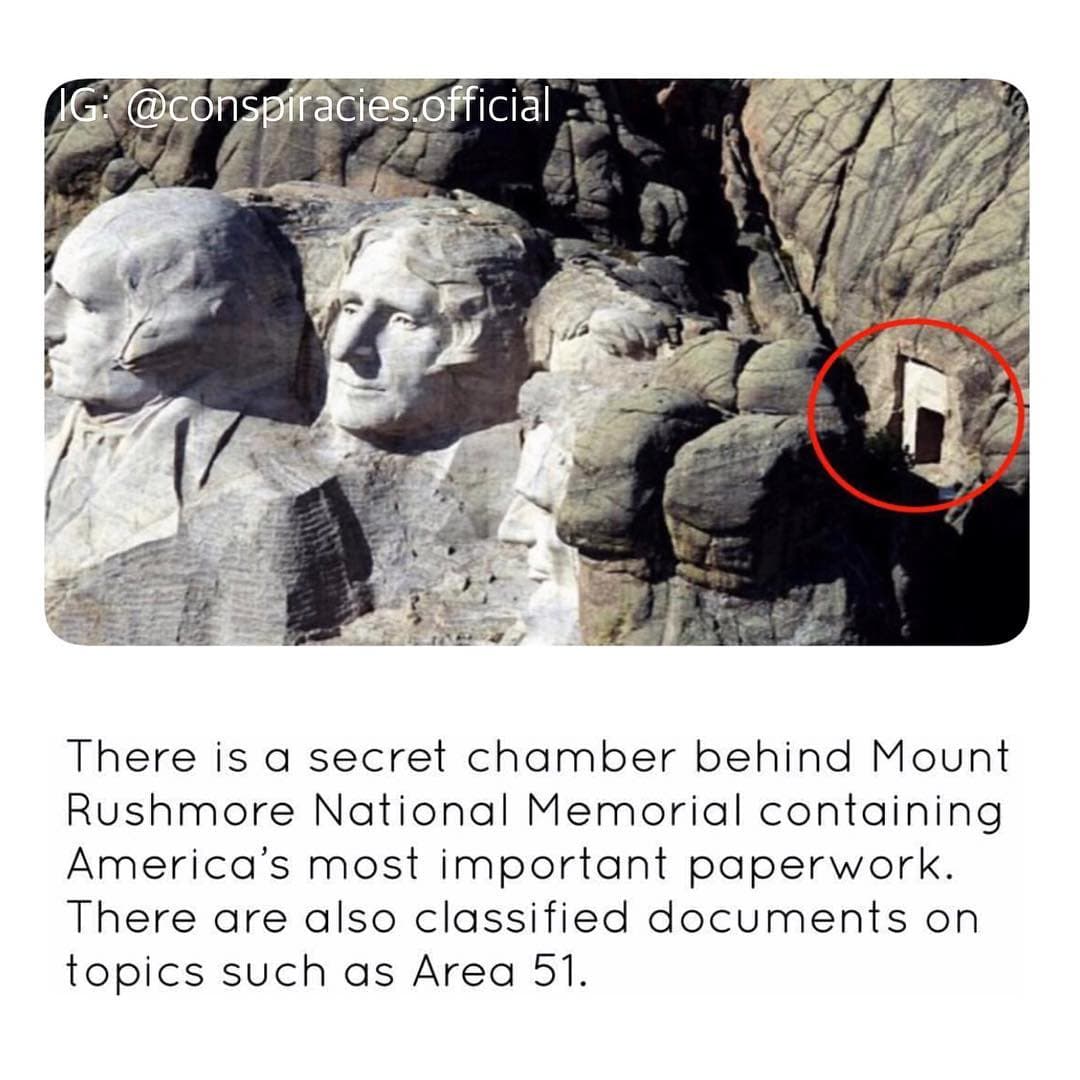 IG: @conspiracies.official
There is a secret chamber behind Mount
Rushmore National Memorial containing
America’s most important paperwork.
There are also classified documents on
topics such as Area 51.